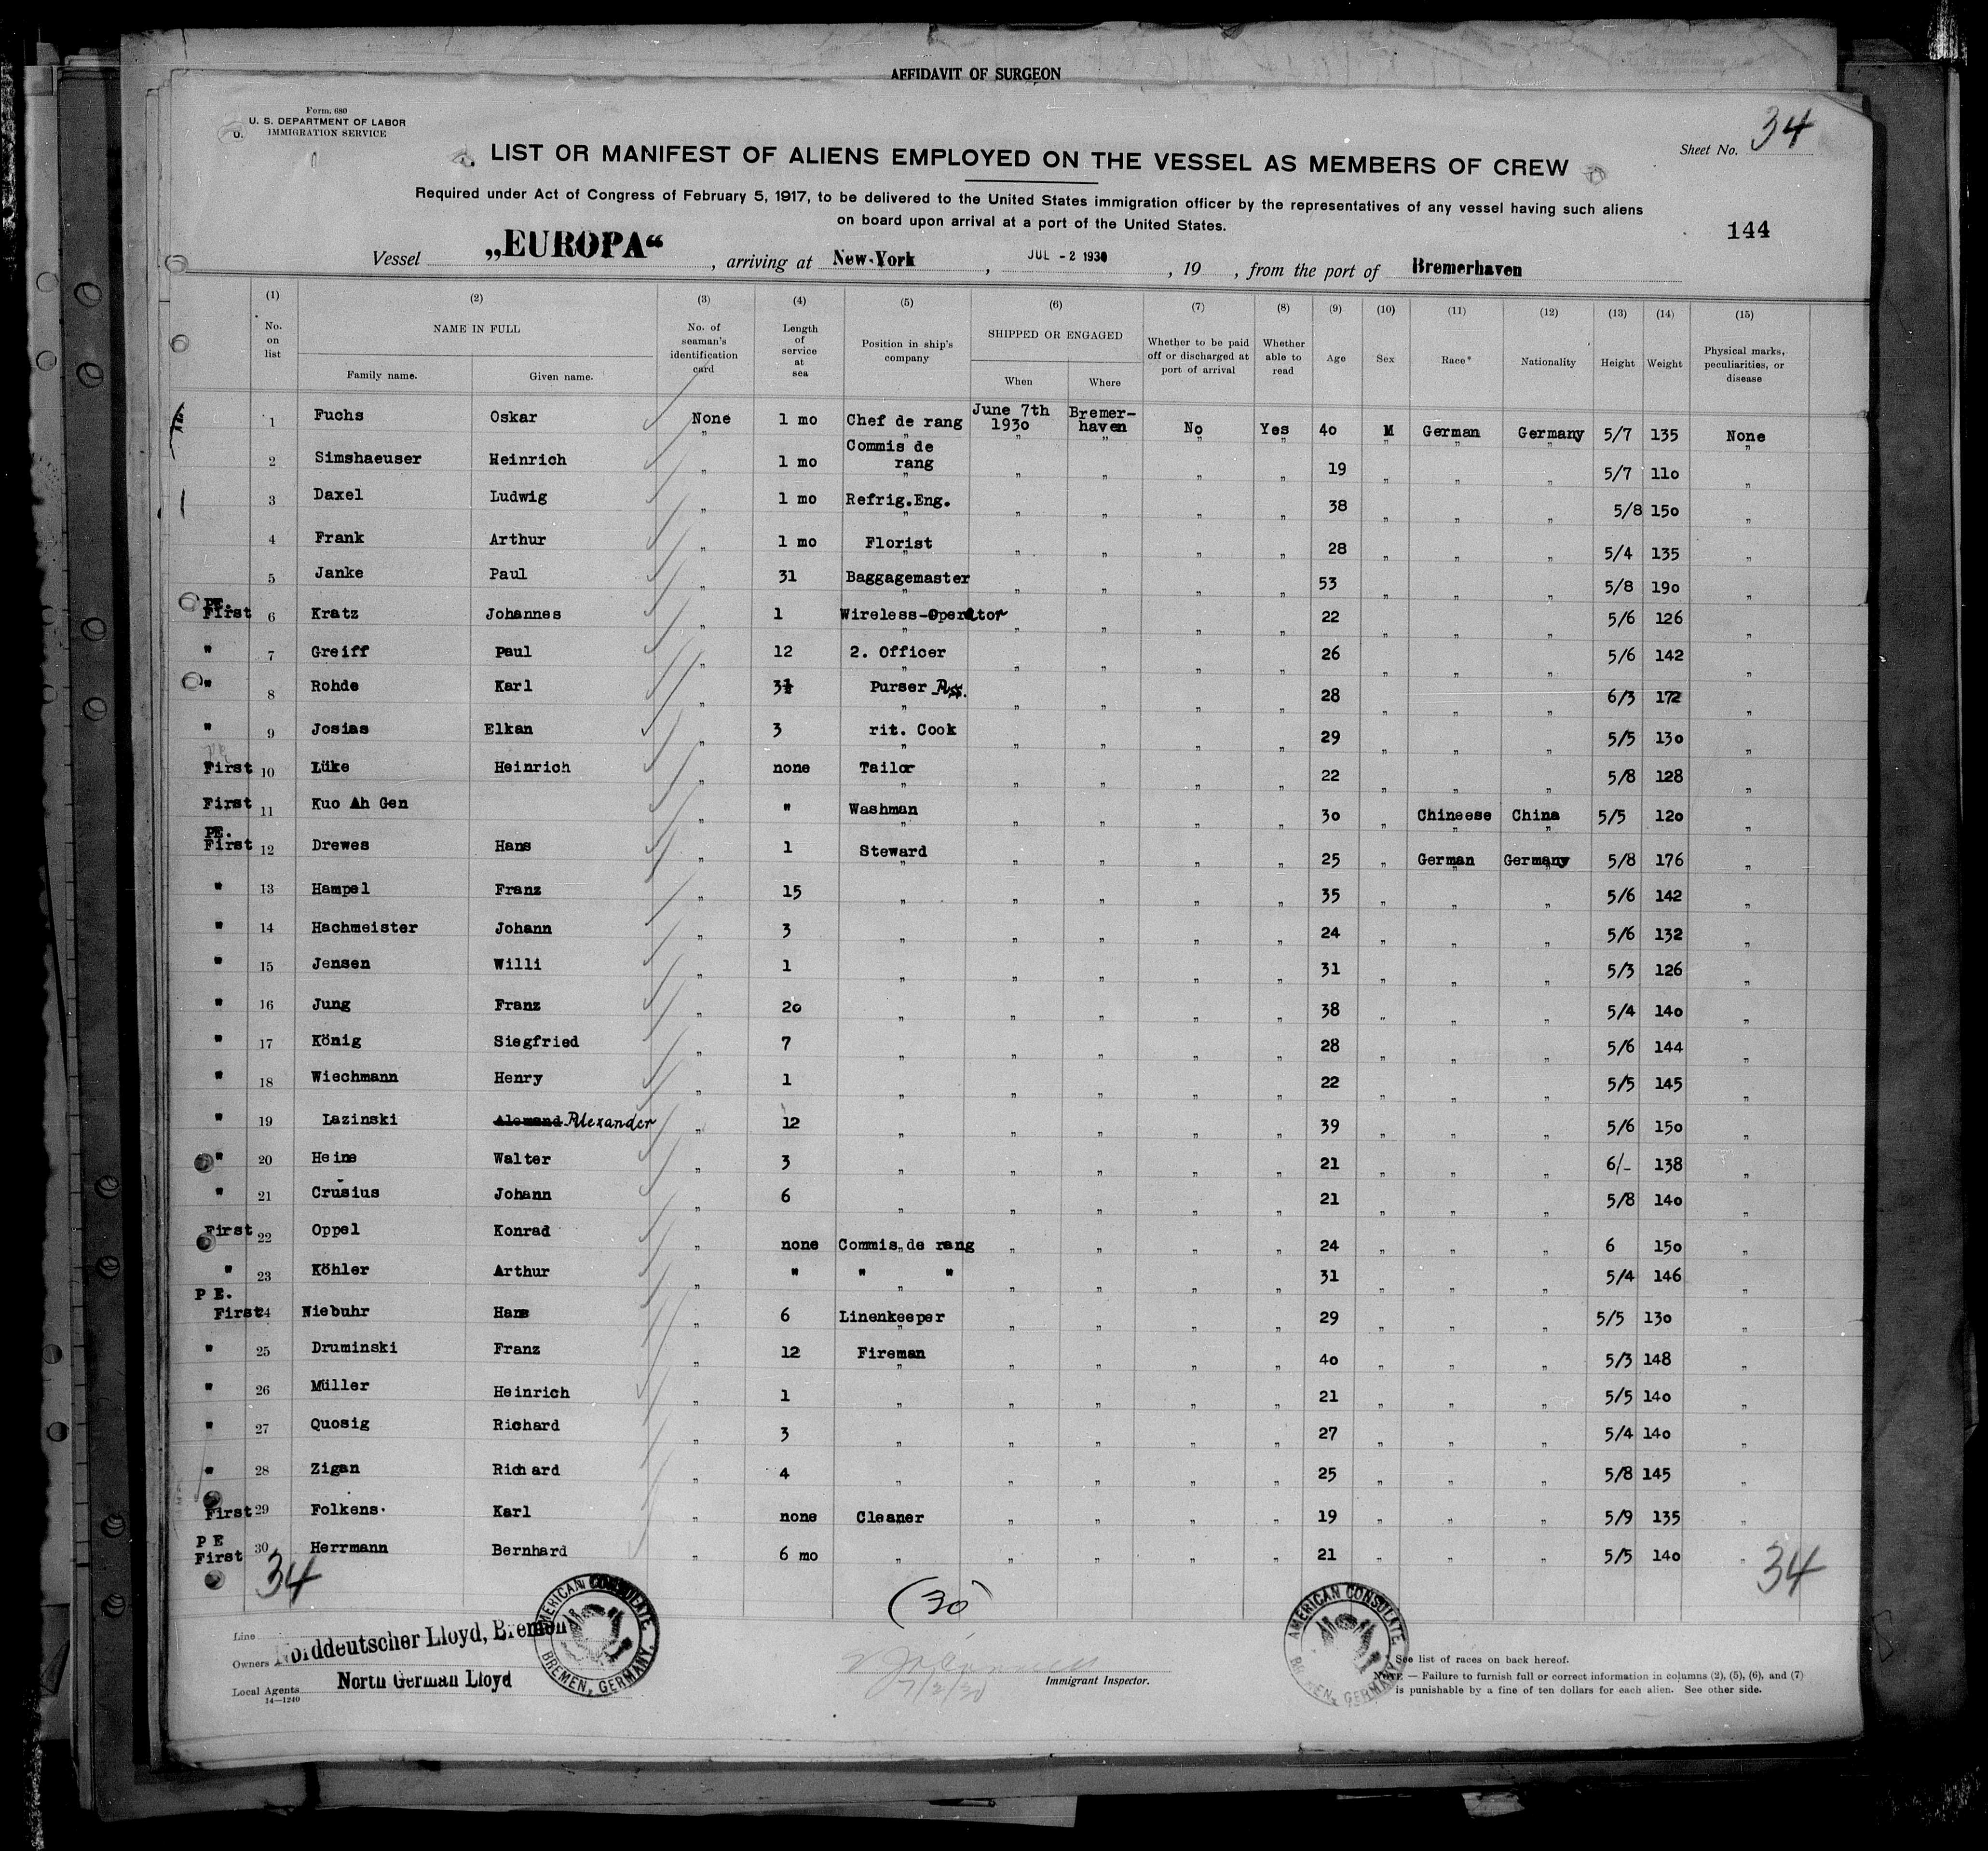 AFFIDAVIT OF SURGEON
Form. 680
U. S. DEPARTMENT OF LABOR
IMMIGRATION SERVICE
Sheet No. 34
LIST OR MANIFEST OF ALIENS EMPLOYED ON THE VESSEL AS MEMBERS OF CREW
Required under Act of Congress of February 5, 1917, to be delivered to the United States immigration officer by the representatives of any vessel having such aliens
on board upon arrival at a port of the United States.
144
Vessel „EUROPA“, arriving at New-York, JUL - 2 1930, 19 , from the port of Bremerhaven
(1) (2) (3) (4) (5) (6) (7) (8) (9) (10) (11) (12) (13) (14) (15)
No. on list NAME IN FULL Family name. Given name. No. of seaman's identification card Length of service at sea Position in ship's company SHIPPED OR ENGAGED When Where Whether to be paid off or discharged at port of arrival Whether able to read Age Sex Race* Nationality Height Weight Physical marks, peculiarities, or disease
1 Fuchs Oskar None 1 mo Chef de rang June 7th 1930 Bremer-haven No Yes 40 M German Germany 5/7 135 None
2 Simshaeuser Heinrich „ 1 mo Commis de rang „ „ „ „ 19 „ „ „ 5/7 110 „
3 Daxel Ludwig „ 1 mo Refrig.Eng. „ „ „ „ 38 „ „ „ 5/8 150 „
4 Frank Arthur „ 1 mo Florist „ „ „ „ 28 „ „ „ 5/4 135 „
5 Janke Paul „ 31 Baggagemaster „ „ „ „ 53 „ „ „ 5/8 190 „
PE. First 6 Kratz Johannes „ 1 Wireless-Operator „ „ „ „ 22 „ „ „ 5/6 126 „
" 7 Greiff Paul „ 12 2. Officer „ „ „ „ 26 „ „ „ 5/6 142 „
" 8 Rohde Karl „ 3½ Purser Ass. „ „ „ „ 28 „ „ „ 6/3 172 „
" 9 Josias Elkan „ 3 rit. Cook „ „ „ „ 29 „ „ „ 5/5 130 „
First 10 Lüke Heinrich „ none Tailor „ „ „ „ 22 „ „ „ 5/8 128 „
First 11 Kuo Ah Gen „ " Washman „ „ „ „ 30 „ Chineese China 5/5 120 „
PE. First 12 Drewes Hans „ 1 Steward „ „ „ „ 25 „ German Germany 5/8 176 „
" 13 Hampel Franz „ 15 „ „ „ „ „ 35 „ „ „ 5/6 142 „
" 14 Hachmeister Johann „ 3 „ „ „ „ „ 24 „ „ „ 5/6 132 „
" 15 Jensen Willi „ 1 „ „ „ „ „ 31 „ „ „ 5/3 126 „
" 16 Jung Franz „ 20 „ „ „ „ „ 38 „ „ „ 5/4 140 „
" 17 König Siegfried „ 7 „ „ „ „ „ 28 „ „ „ 5/6 144 „
" 18 Wiechmann Henry „ 1 „ „ „ „ „ 22 „ „ „ 5/5 145 „
" 19 Lazinski Alexander „ 12 „ „ „ „ „ 39 „ „ „ 5/6 150 „
" 20 Heine Walter „ 3 „ „ „ „ „ 21 „ „ „ 6/- 138 „
" 21 Crusius Johann 6 „ „ „ „ „ 21 „ „ „ 5/8 140 „
First 22 Oppel Konrad „ none Commis de rang „ „ „ „ 24 „ „ „ 6 150 „
" 23 Köhler Arthur „ " " " „ „ „ „ 31 „ „ „ 5/4 146 „
P E. First 24 Niebuhr Hans „ 6 Linenkeeper „ „ „ „ 29 „ „ „ 5/5 130 „
" 25 Druminski Franz „ 12 Fireman „ „ „ „ 40 „ „ „ 5/3 148 „
" 26 Müller Heinrich „ 1 „ „ „ „ „ 21 „ „ „ 5/5 140 „
" 27 Quosig Richard „ 3 „ „ „ „ „ 27 „ „ „ 5/4 140 „
" 28 Zigan Richard „ 4 „ „ „ „ „ 25 „ „ „ 5/8 145 „
First 29 Folkens. Karl „ none Cleaner „ „ „ „ 19 „ „ „ 5/9 135 „
P E First 30 Herrmann Bernhard „ 6 mo „ „ „ „ „ 21 „ „ „ 5/5 140 „
34 (30) 34
AMERICAN CONSULATE, BREMEN, GERMANY.
AMERICAN CONSULATE, BREMEN, GERMANY.
Line
Owners Norddeutscher Lloyd, Bremen
Local Agents North German Lloyd
14-1240
7/2/30
Immigrant Inspector.
See list of races on back hereof.
NOTE — Failure to furnish full or correct information in columns (2), (5), (6), and (7)
is punishable by a fine of ten dollars for each alien. See other side.